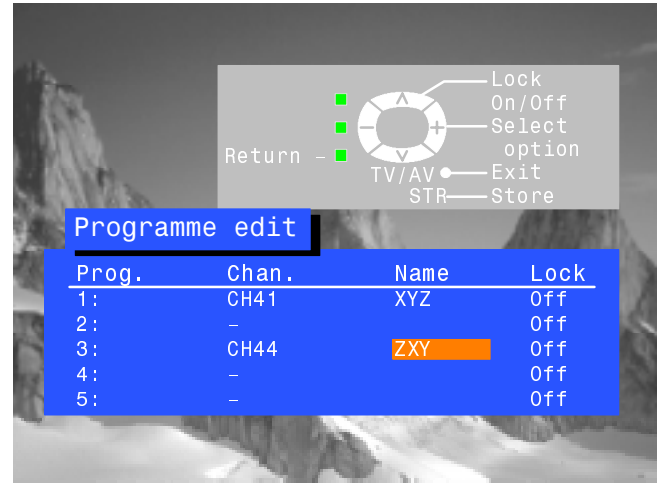 Lock
On/Off
Select
option
Return –
TV/AV Exit
STR Store
Programme edit
Prog. Chan. Name Lock
1: CH41 XYZ Off
2: – Off
3: CH44 ZXY Off
4: – Off
5: – Off